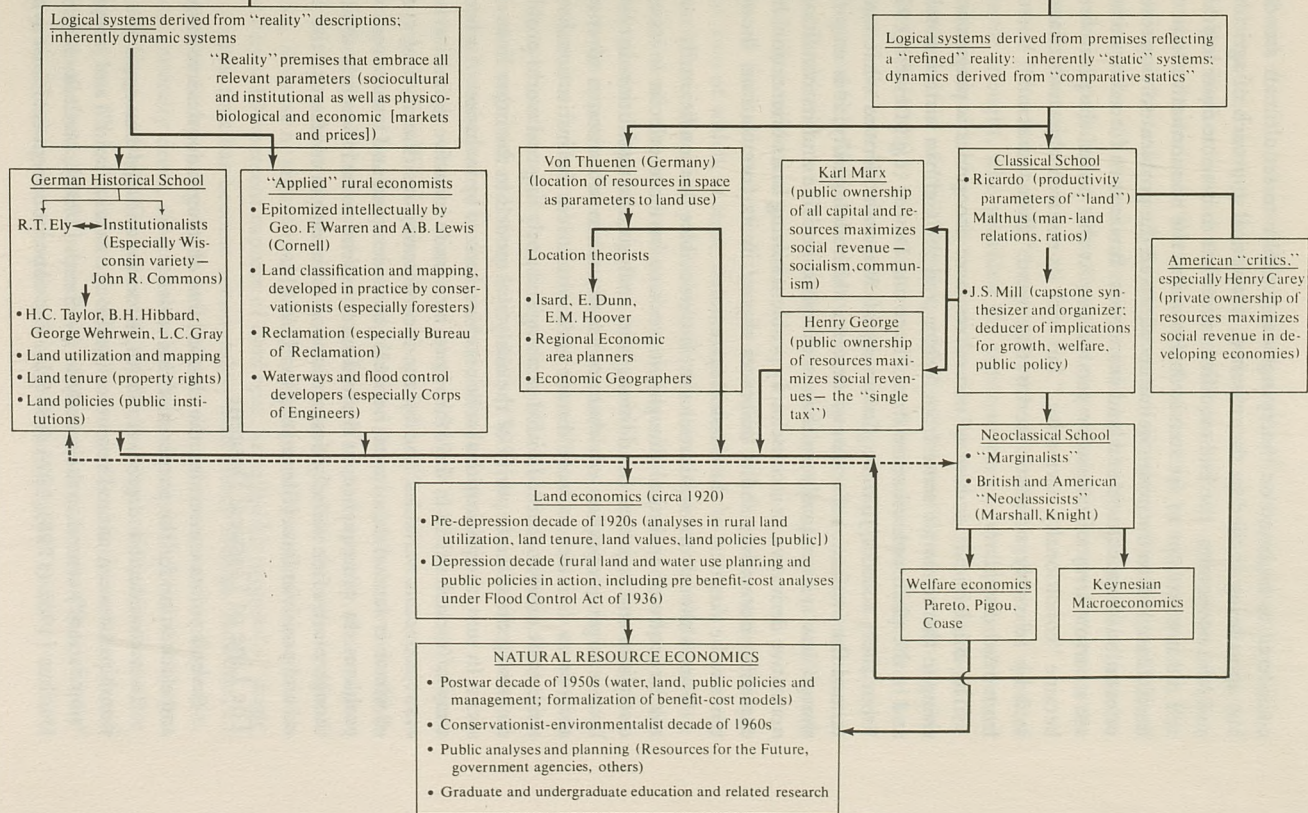 Logical systems derived from “reality” descriptions;
inherently dynamic systems
“Reality” premises that embrace all
relevant parameters (sociocultural
and institutional as well as physico-
biological and economic [markets
and prices])
Logical systems derived from premises reflecting
a “refined” reality: inherently “static” systems;
dynamics derived from “comparative statics”
German Historical School
R.T. Ely
Institutionalists
(Especially Wis-
consin variety—
John R. Commons)
• H.C. Taylor, B.H. Hibbard,
George Wehrwein, L.C. Gray
• Land utilization and mapping
• Land tenure (property rights)
• Land policies (public insti-
tutions)
“Applied” rural economists
• Epitomized intellectually by
Geo. F. Warren and A.B. Lewis
(Cornell)
• Land classification and mapping,
developed in practice by conser-
vationists (especially foresters)
• Reclamation (especially Bureau
of Reclamation)
• Waterways and flood control
developers (especially Corps
of Engineers)
Von Thuenen (Germany)
(location of resources in space
as parameters to land use)
Location theorists
• Isard, E. Dunn,
E.M. Hoover
• Regional Economic
area planners
• Economic Geographers
Karl Marx
(public ownership
of all capital and re-
sources maximizes
social revenue —
socialism, commun-
ism)
Henry George
(public ownership
of resources maxi-
mizes social reven-
ues— the “single
tax”)
Classical School
• Ricardo (productivity
parameters of “land”)
Malthus (man-land
relations, ratios)
• J.S. Mill (capstone syn-
thesizer and organizer;
deducer of implications
for growth, welfare,
public policy)
American “critics,”
especially Henry Carey
(private ownership of
resources maximizes
social revenue in de-
veloping economies)
Neoclassical School
• “Marginalists”
• British and American
“Neoclassicists”
(Marshall, Knight)
Land economics (circa 1920)
• Pre-depression decade of 1920s (analyses in rural land
utilization, land tenure, land values, land policies [public])
• Depression decade (rural land and water use planning and
public policies in action, including pre benefit-cost analyses
under Flood Control Act of 1936)
Welfare economics
Pareto, Pigou,
Coase
Keynesian
Macroeconomics
NATURAL RESOURCE ECONOMICS
• Postwar decade of 1950s (water, land, public policies and
management; formalization of benefit-cost models)
• Conservationist-environmentalist decade of 1960s
• Public analyses and planning (Resources for the Future,
government agencies, others)
• Graduate and undergraduate education and related research